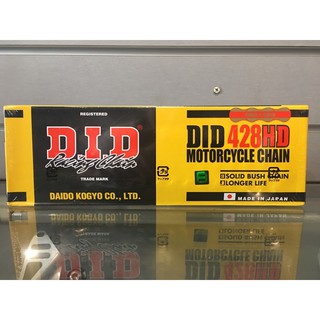 REGISTERED
D.I.D
Racing Chain
TRADE MARK
DAIDO KOGYO CO., LTD.
DID 428HD
MOTORCYCLE CHAIN
SOLID BUSH CHAIN
LONGER LIFE
MADE IN JAPAN